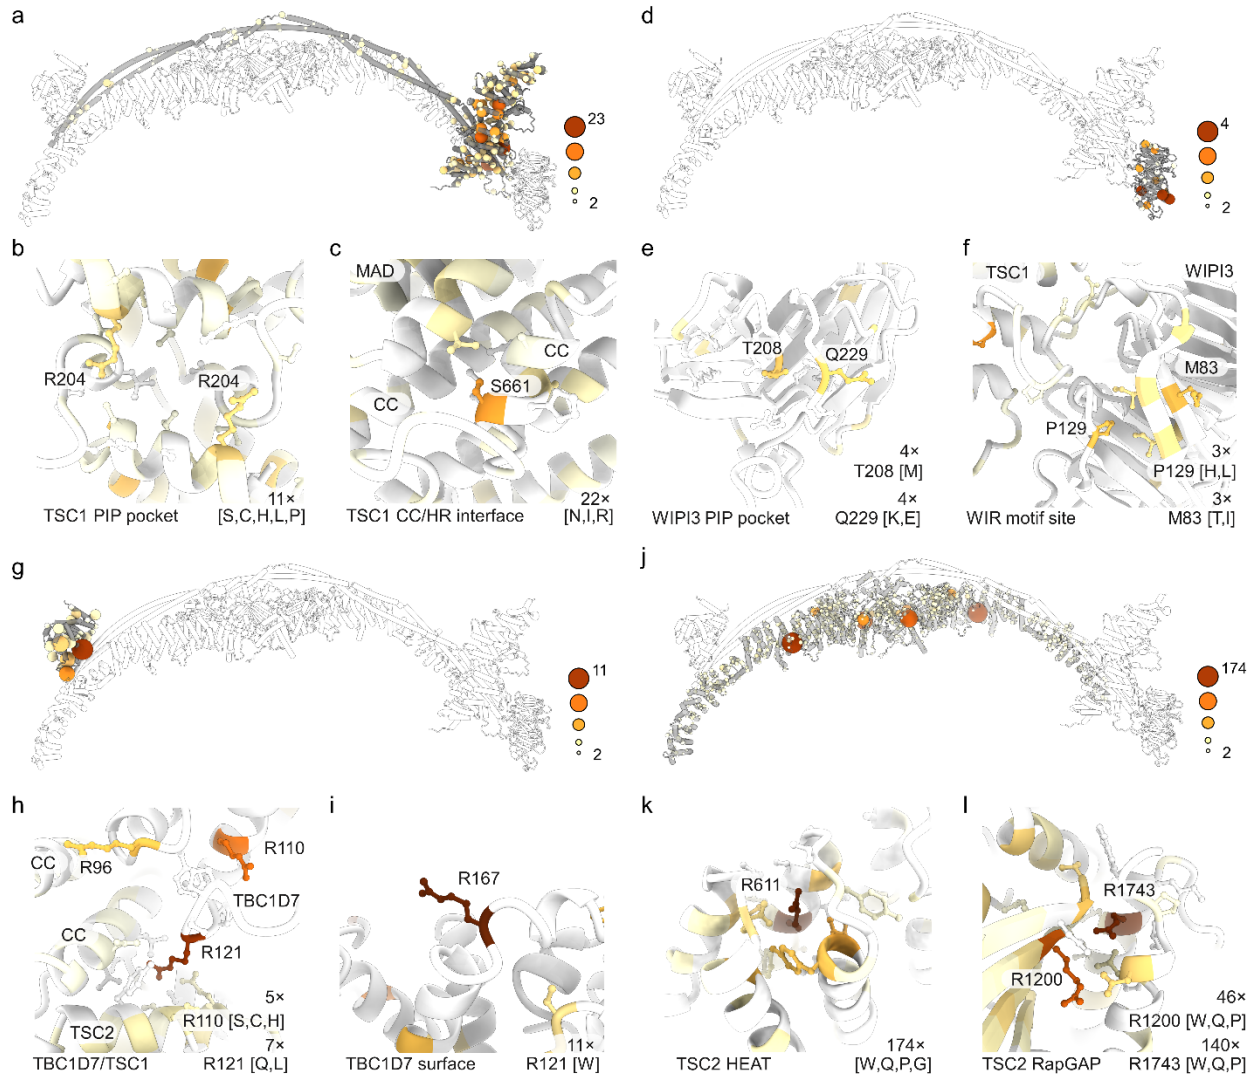 a
23
2
d
4
2
b
R204
R204
11×
TSC1 PIP pocket
[S,C,H,L,P]
c
MAD
CC
S661
CC
22×
TSC1 CC/HR interface
[N,I,R]
e
T208
Q229
4×
T208 [M]
4×
WIPI3 PIP pocket
Q229 [K,E]
f
TSC1
WIPI3
M83
P129
3×
P129 [H,L]
3×
WIR motif site
M83 [T,I]
g
11
2
j
174
2
h
CC
R96
R110
TBC1D7
CC
R121
5×
TSC2
R110 [S,C,H]
7×
TBC1D7/TSC1
R121 [Q,L]
i
R167
11×
TBC1D7 surface
R121 [W]
k
R611
174×
TSC2 HEAT
[W,Q,P,G]
l
R1743
R1200
46×
R1200 [W,Q,P]
140×
TSC2 RapGAP
R1743 [W,Q,P]